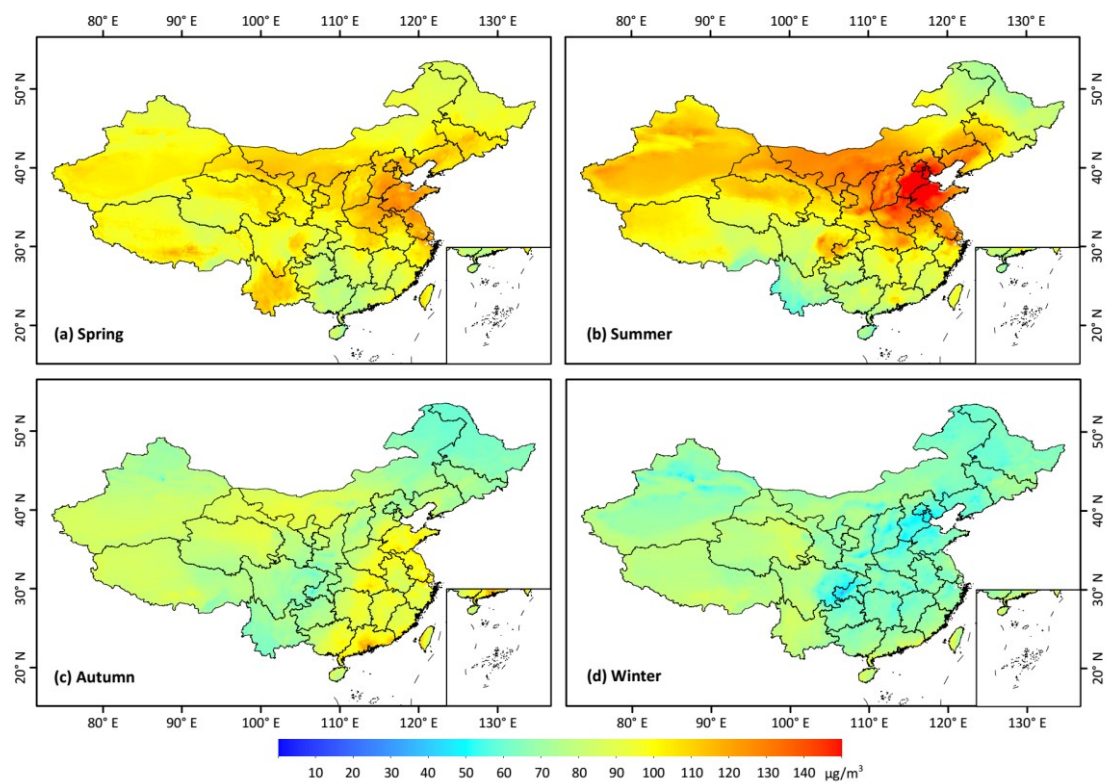 80° E 90° E 100° E 110° E 120° E 130° E 80° E 90° E 100° E 110° E 120° E 130° E
50° N
40° N
30° N
20° N
(a) Spring
(b) Summer
50° N
40° N
30° N
20° N
50° N
40° N
30° N
20° N
(c) Autumn
(d) Winter
50° N
40° N
30° N
20° N
80° E 90° E 100° E 110° E 120° E 130° E 80° E 90° E 100° E 110° E 120° E 130° E
10 20 30 40 50 60 70 80 90 100 110 120 130 140 µg/m³